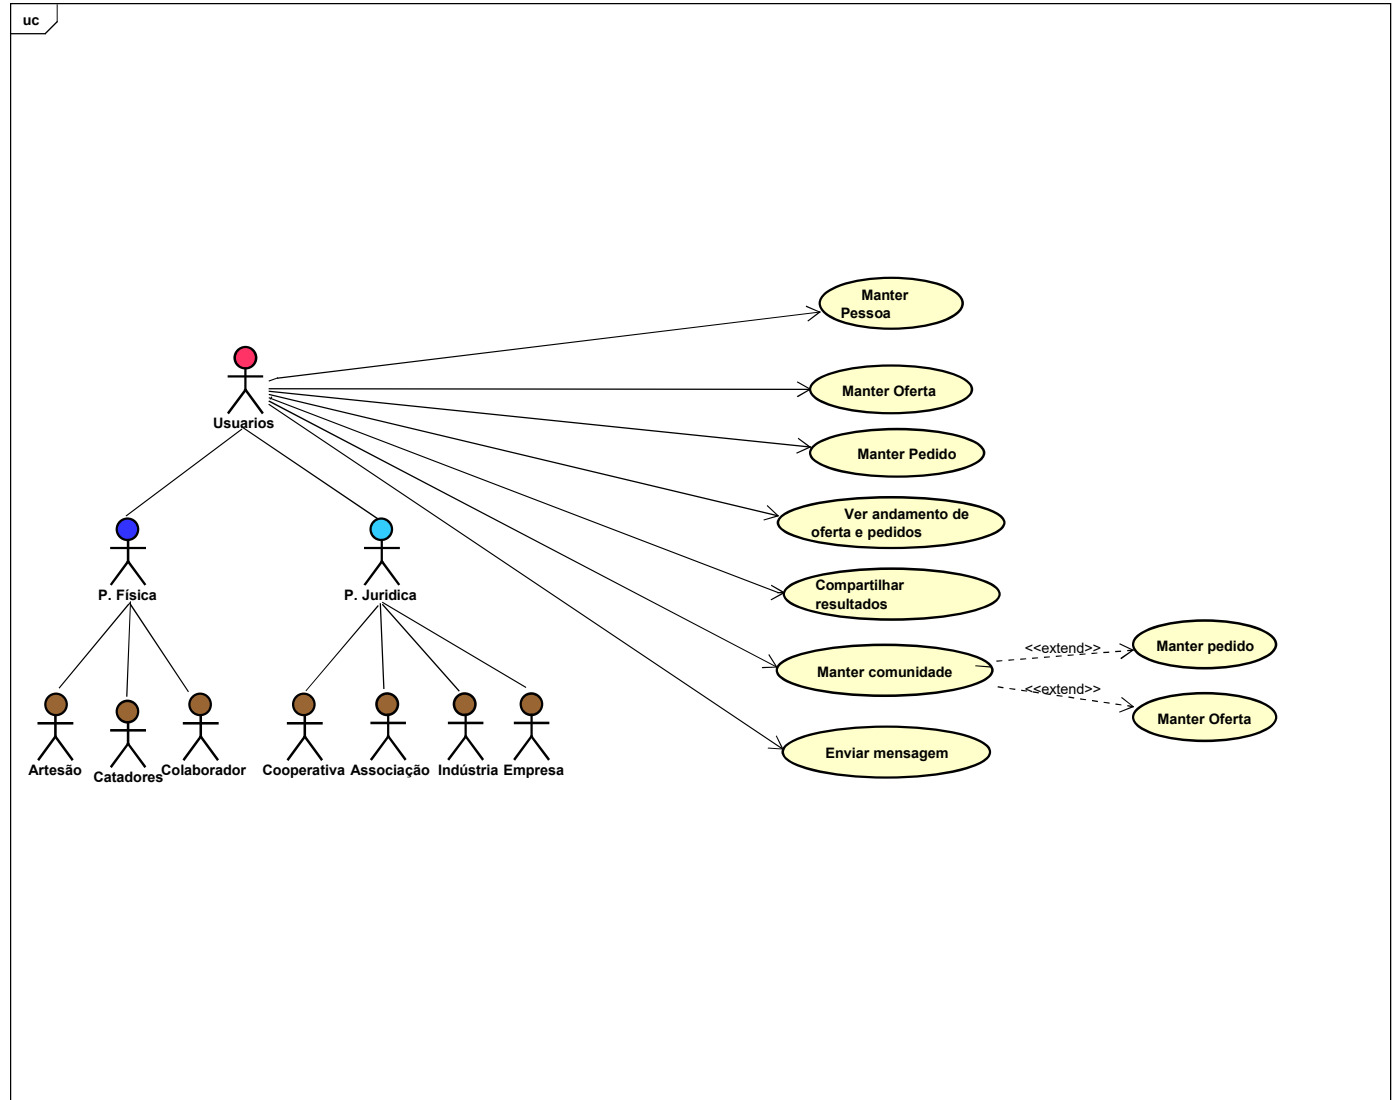 uc
Manter
Pessoa
Manter Oferta
Usuarios
Manter Pedido
Ver andamento de
oferta e pedidos
P. Física
P. Juridica
Compartilhar
resultados
<<extend>>
Manter pedido
Manter comunidade
<<extend>>
Manter Oferta
Enviar mensagem
Artesão
Catadores
Colaborador
Cooperativa
Associação
Indústria
Empresa